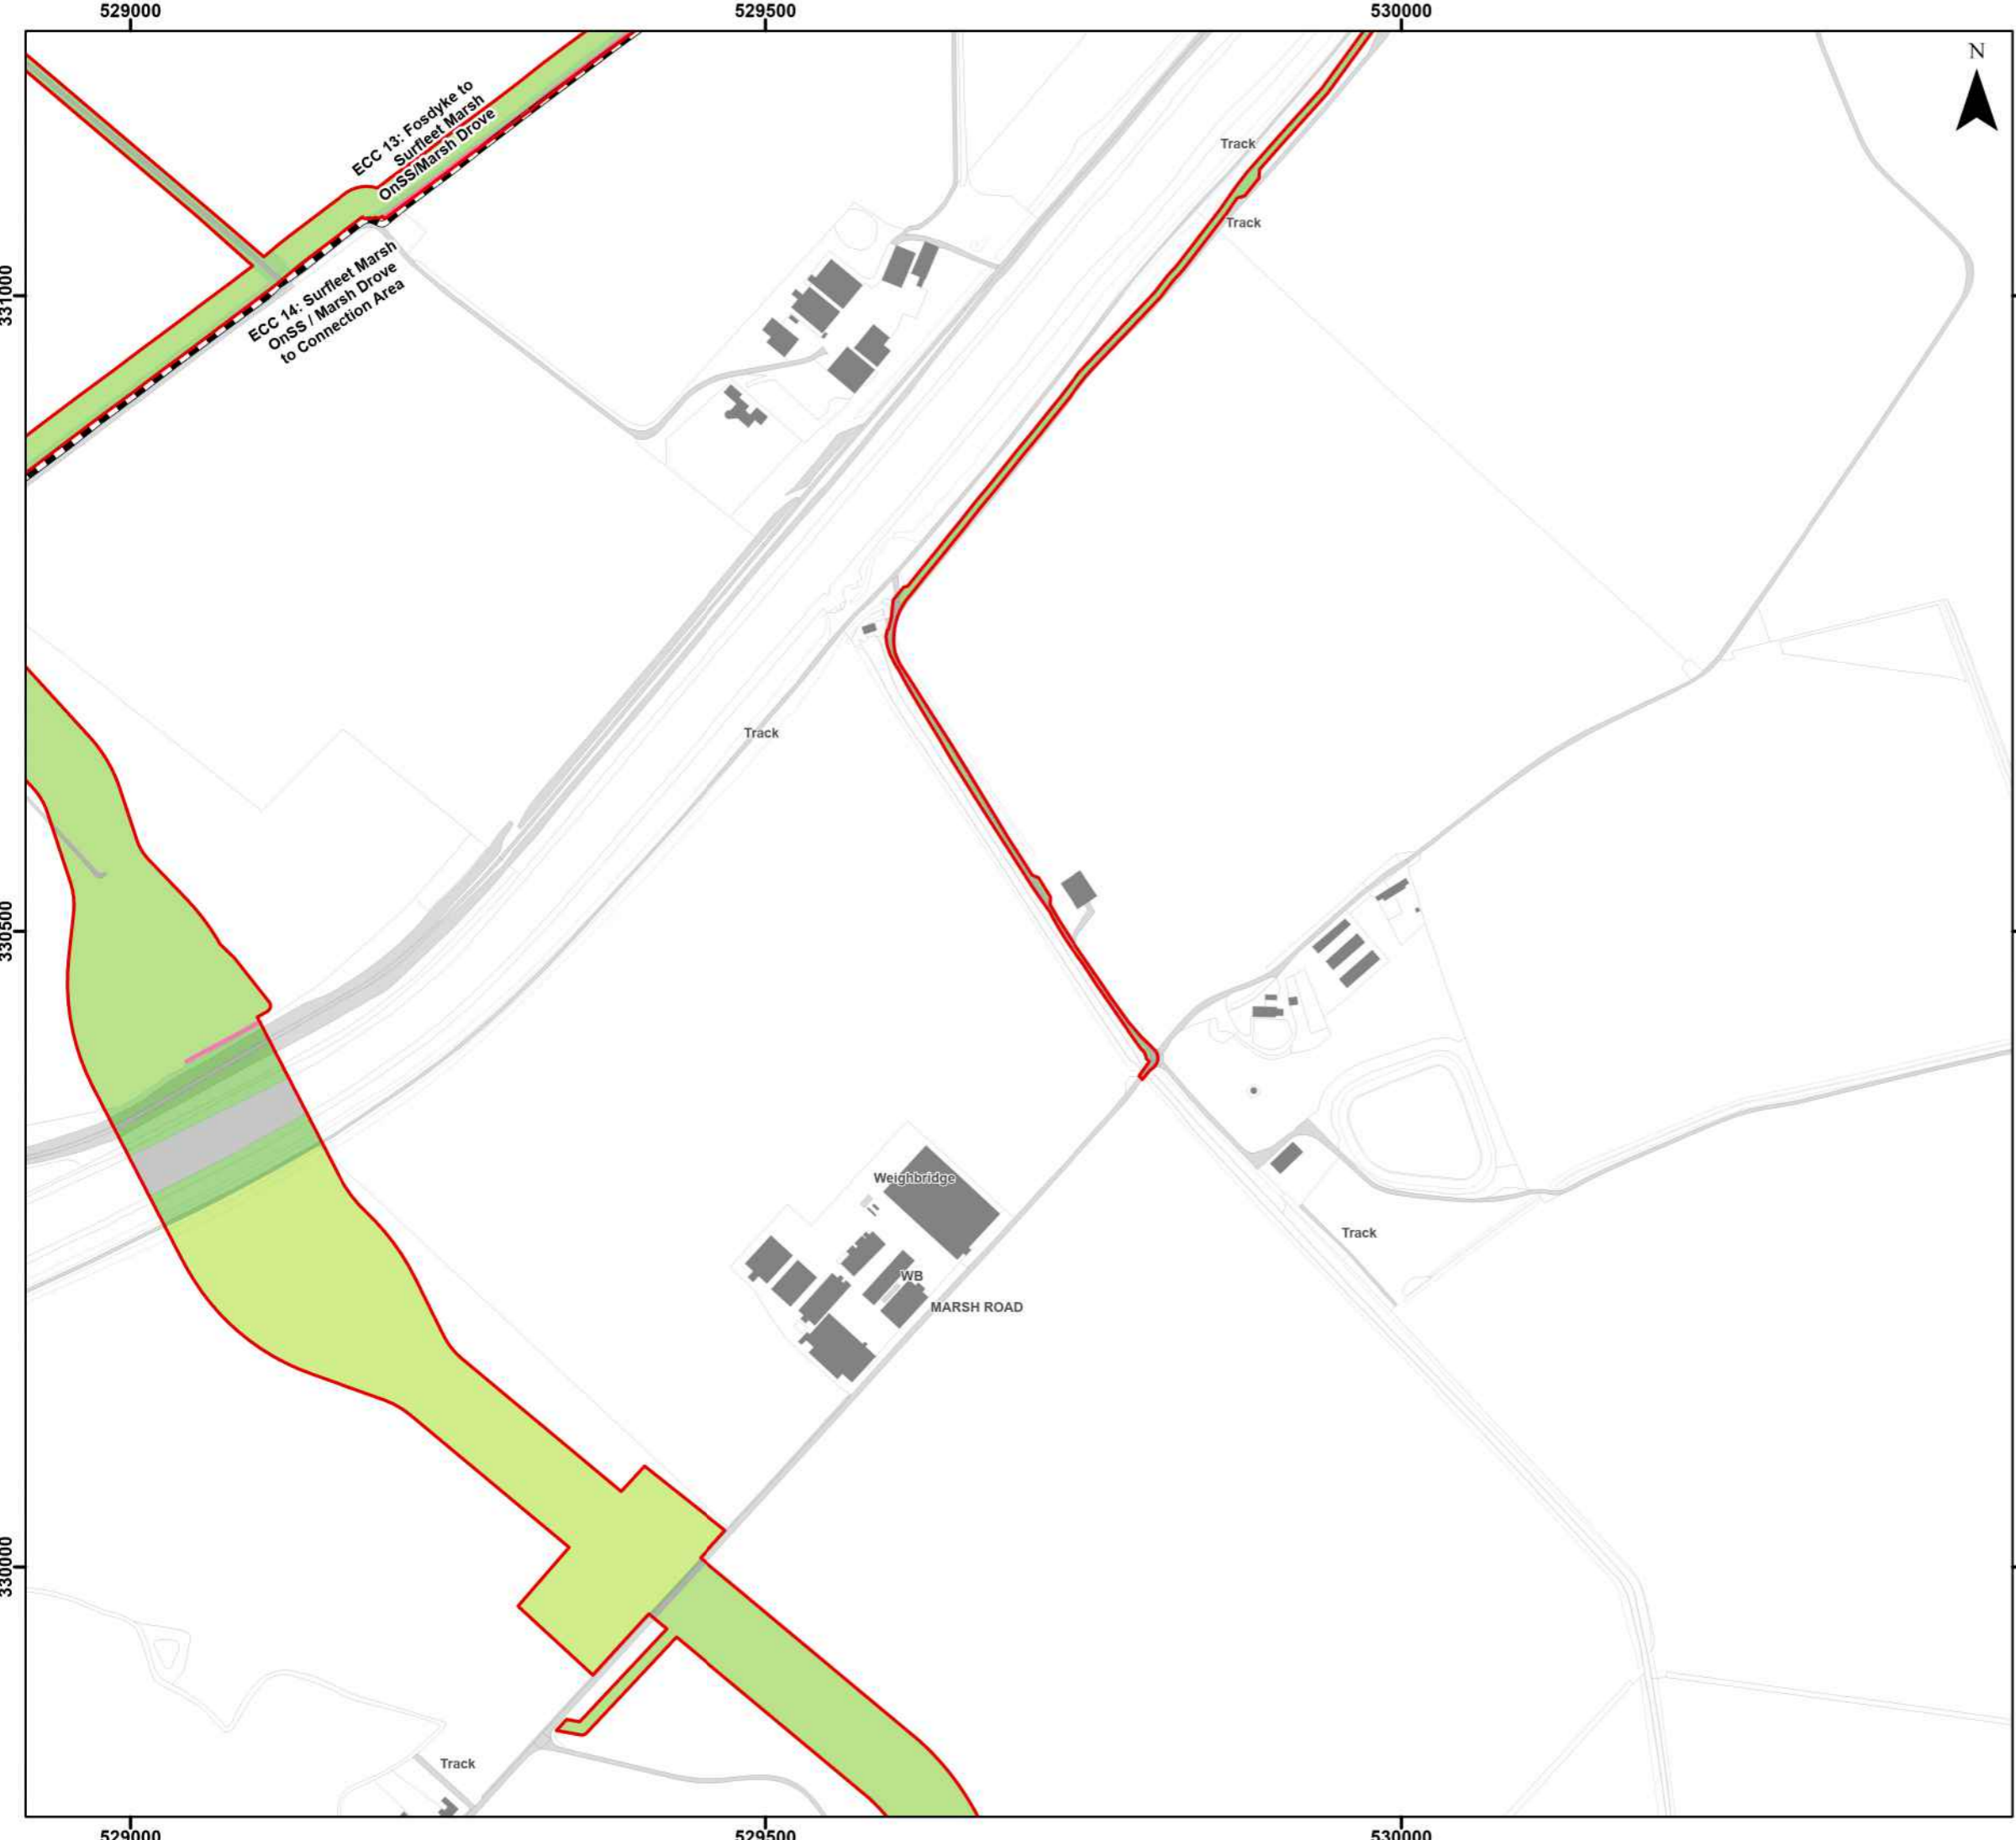 529000
529500
530000
N
ECC 13: Fosdyke to
Surfleet Marsh
OnSS/Marsh Drove
Track
Track
ECC 14: Surfleet Marsh
OnSS / Marsh Drove
to Connection Area
331000
Track
330500
Weighbridge
Track
WB
MARSH ROAD
330000
Track
529000
529500
530000